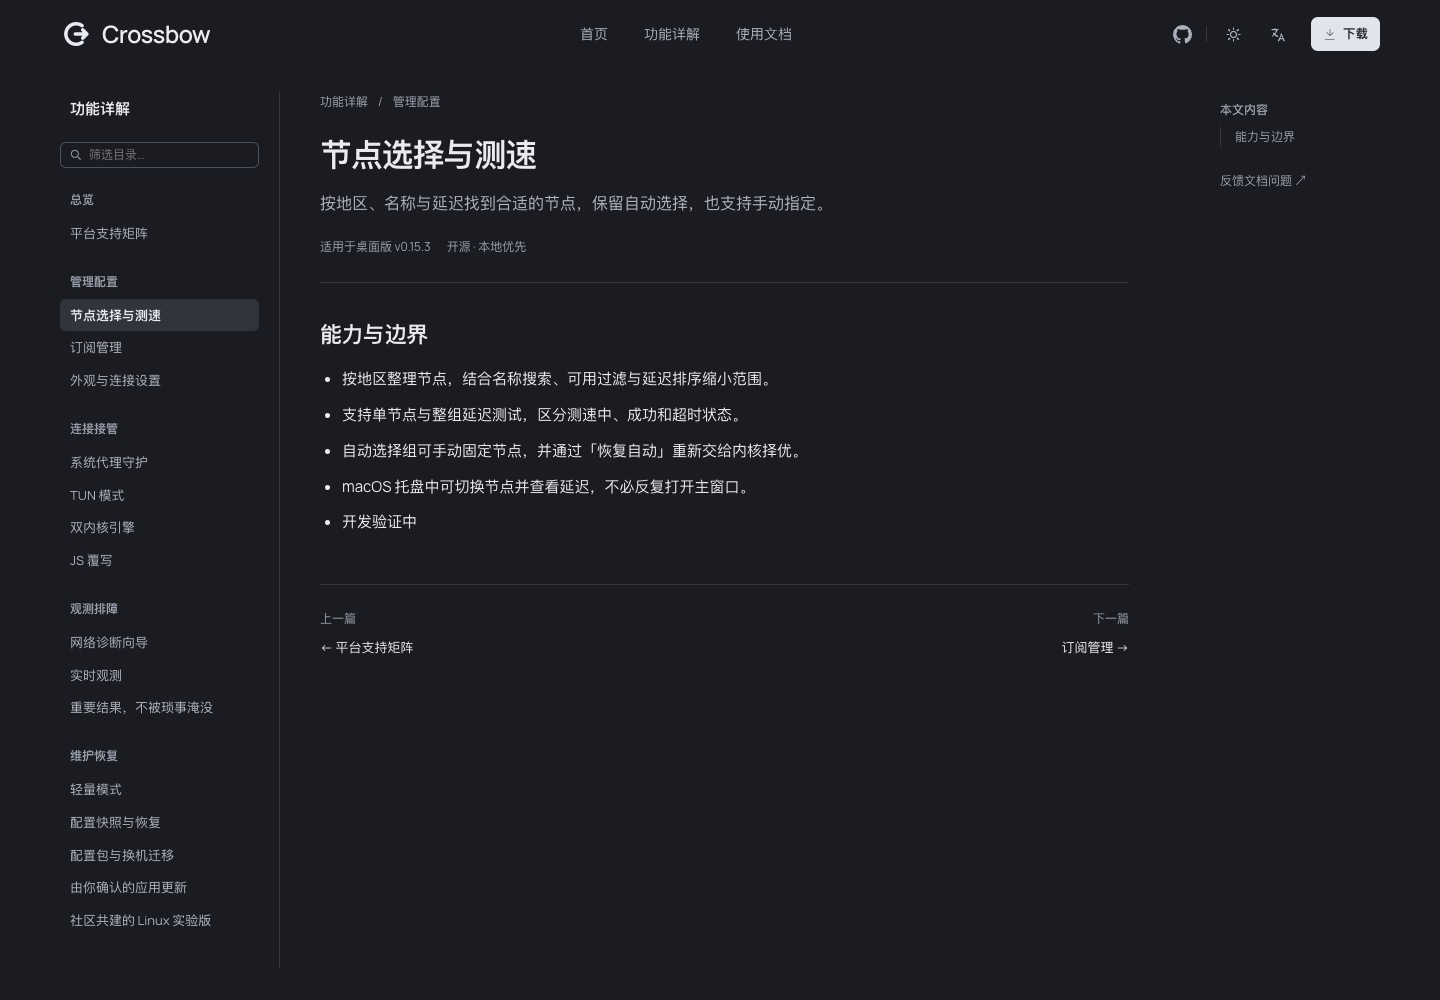 Crossbow
首页
功能详解
使用文档
下载
功能详解
筛选目录...
总览
平台支持矩阵
管理配置
节点选择与测速
订阅管理
外观与连接设置
连接接管
系统代理守护
TUN 模式
双内核引擎
JS 覆写
观测排障
网络诊断向导
实时观测
重要结果，不被琐事淹没
维护恢复
轻量模式
配置快照与恢复
配置包与换机迁移
由你确认的应用更新
社区共建的 Linux 实验版
功能详解 / 管理配置
节点选择与测速
按地区、名称与延迟找到合适的节点，保留自动选择，也支持手动指定。
适用于桌面版 v0.15.3 开源 · 本地优先
能力与边界
• 按地区整理节点，结合名称搜索、可用过滤与延迟排序缩小范围。
• 支持单节点与整组延迟测试，区分测速中、成功和超时状态。
• 自动选择组可手动固定节点，并通过「恢复自动」重新交给内核择优。
• macOS 托盘中可切换节点并查看延迟，不必反复打开主窗口。
• 开发验证中
上一篇
← 平台支持矩阵
下一篇
订阅管理 →
本文内容
能力与边界
反馈文档问题 ↗